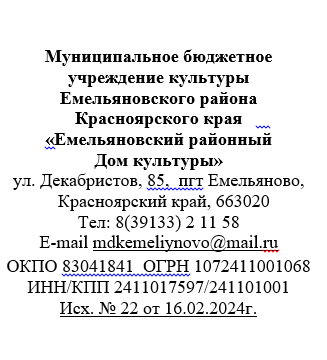 Муниципальное бюджетное
учреждение культуры
Емельяновского района
Красноярского края
«Емельяновский районный
Дом культуры»
ул. Декабристов, 85,  пгт Емельяново,
Красноярский край, 663020
Тел: 8(39133) 2 11 58
E-mail mdkemeliynovo@mail.ru
ОКПО 83041841  ОГРН 1072411001068
ИНН/КПП 2411017597/241101001
Исх. № 22 от 16.02.2024г.